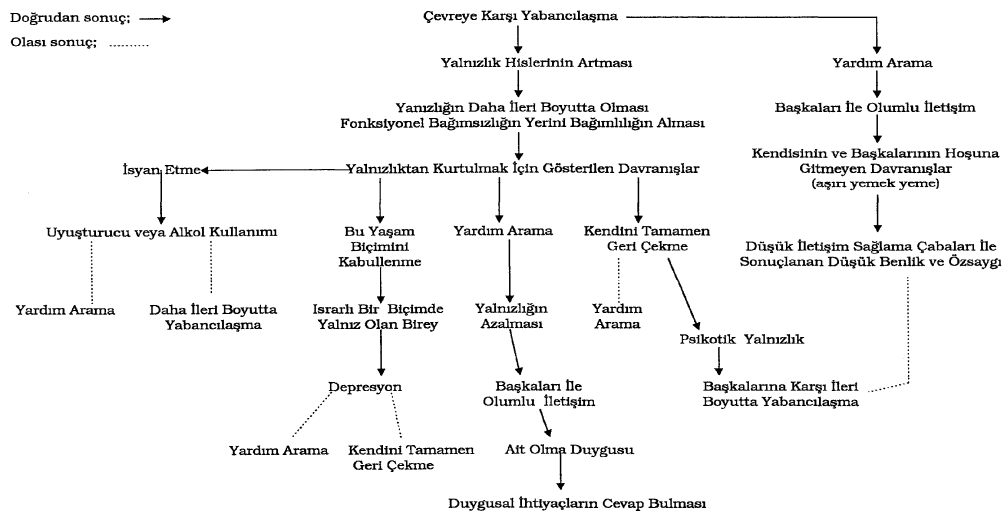 Doğrudan sonuç;
Olası sonuç;
Çevreye Karşı Yabancılaşma
Yalnızlık Hislerinin Artması
Yardım Arama
Yanızlığın Daha İleri Boyutta Olması
Fonksiyonel Bağımsızlığın Yerini Bağımlılığın Alması
Başkaları İle Olumlu İletişim
İsyan Etme
Yalnızlıktan Kurtulmak İçin Gösterilen Davranışlar
Kendisinin ve Başkalarının Hoşuna
Gitmeyen Davranışlar
(aşırı yemek yeme)
Uyuşturucu veya Alkol Kullanımı
Bu Yaşam
Biçimini
Kabullenme
Yardım Arama
Kendini Tamamen
Geri Çekme
Düşük İletişim Sağlama Çabaları İle
Sonuçlanan Düşük Benlik ve Özsaygı
Yardım Arama
Daha İleri Boyutta
Yabancılaşma
Israrlı Bir Biçimde
Yalnız Olan Birey
Yalnızlığın
Azalması
Yardım
Arama
Psikotik Yalnızlık
Depresyon
Başkaları İle
Olumlu İletişim
Başkalarına Karşı İleri
Boyutta Yabancılaşma
Yardım Arama
Kendini Tamamen
Geri Çekme
Ait Olma Duygusu
Duygusal İhtiyaçların Cevap Bulması